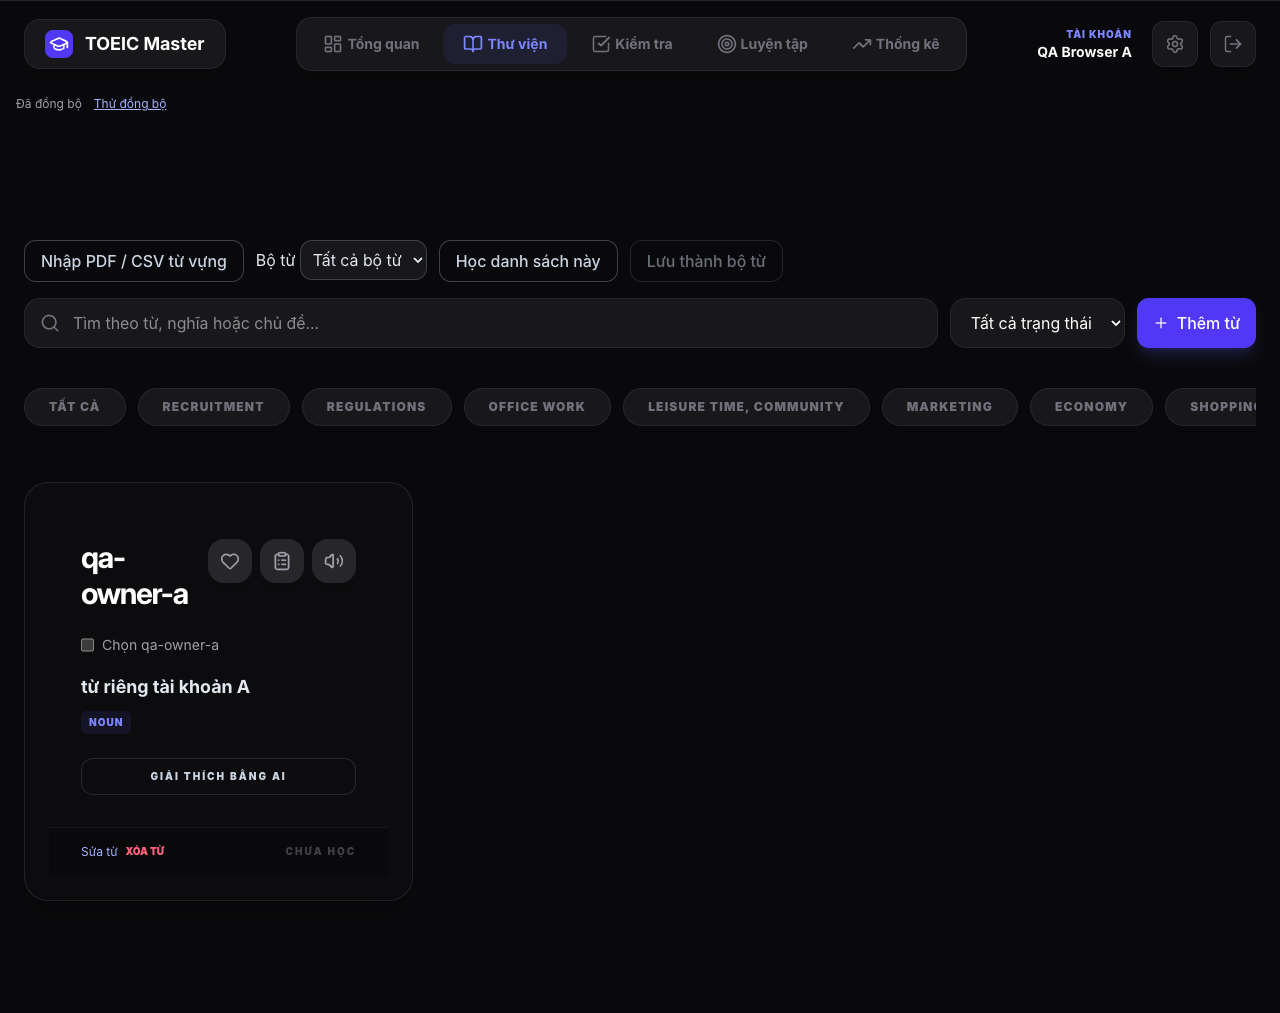 TOEIC Master
Tổng quan
Thư viện
Kiểm tra
Luyện tập
Thống kê
TÀI KHOẢN
QA Browser A
Đã đồng bộ Thử đồng bộ
Nhập PDF / CSV từ vựng
Bộ từ
Tất cả bộ từ
Học danh sách này
Lưu thành bộ từ
Tìm theo từ, nghĩa hoặc chủ đề...
Tất cả trạng thái
Thêm từ
TẤT CẢ
RECRUITMENT
REGULATIONS
OFFICE WORK
LEISURE TIME, COMMUNITY
MARKETING
ECONOMY
SHOPPING
qa-
owner-a
Chọn qa-owner-a
từ riêng tài khoản A
NOUN
GIẢI THÍCH BẰNG AI
Sửa từ XÓA TỪ
CHƯA HỌC